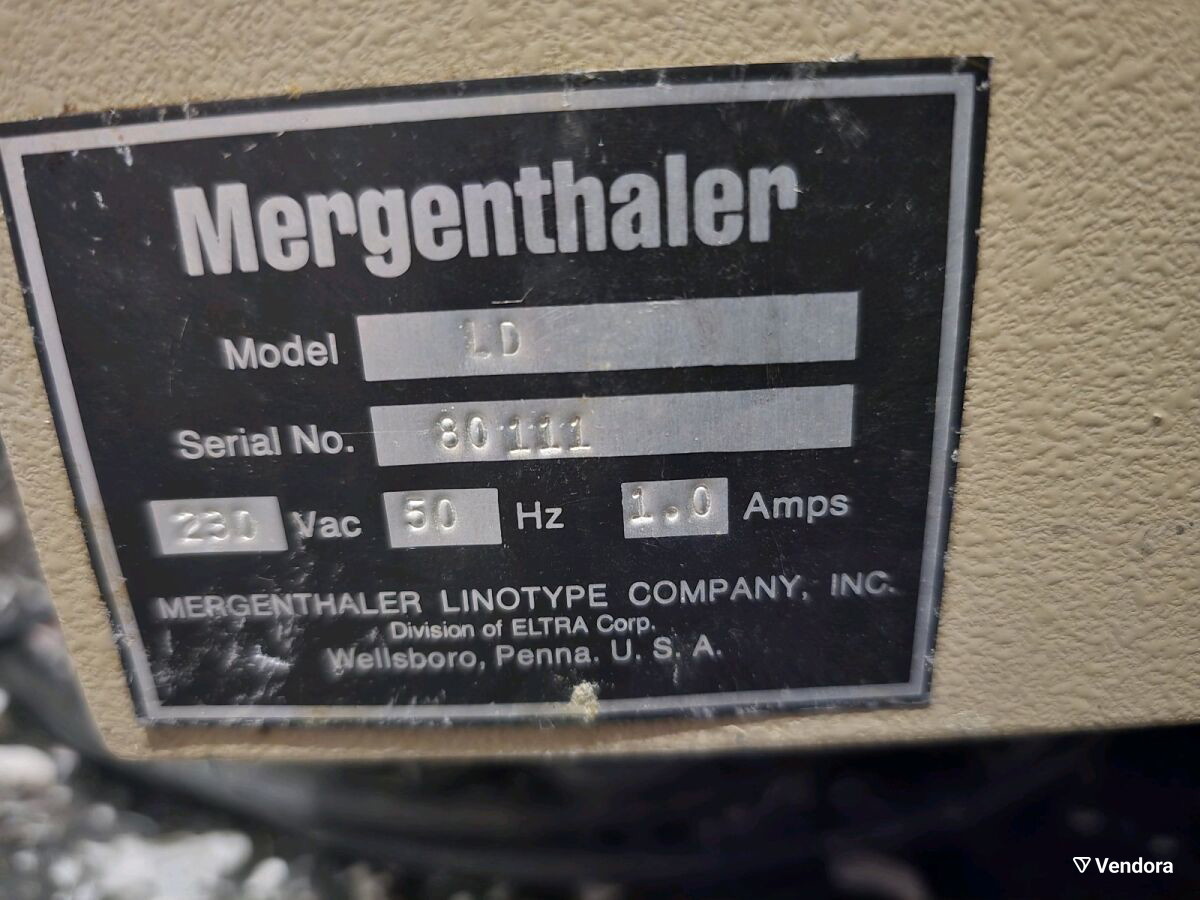 Mergenthaler
Model LD
Serial No. 80111
230 Vac 50 Hz 1.0 Amps
MERGENTHALER LINOTYPE COMPANY, INC.
Division of ELTRA Corp.
Wellsboro, Penna. U. S. A.
Vendora